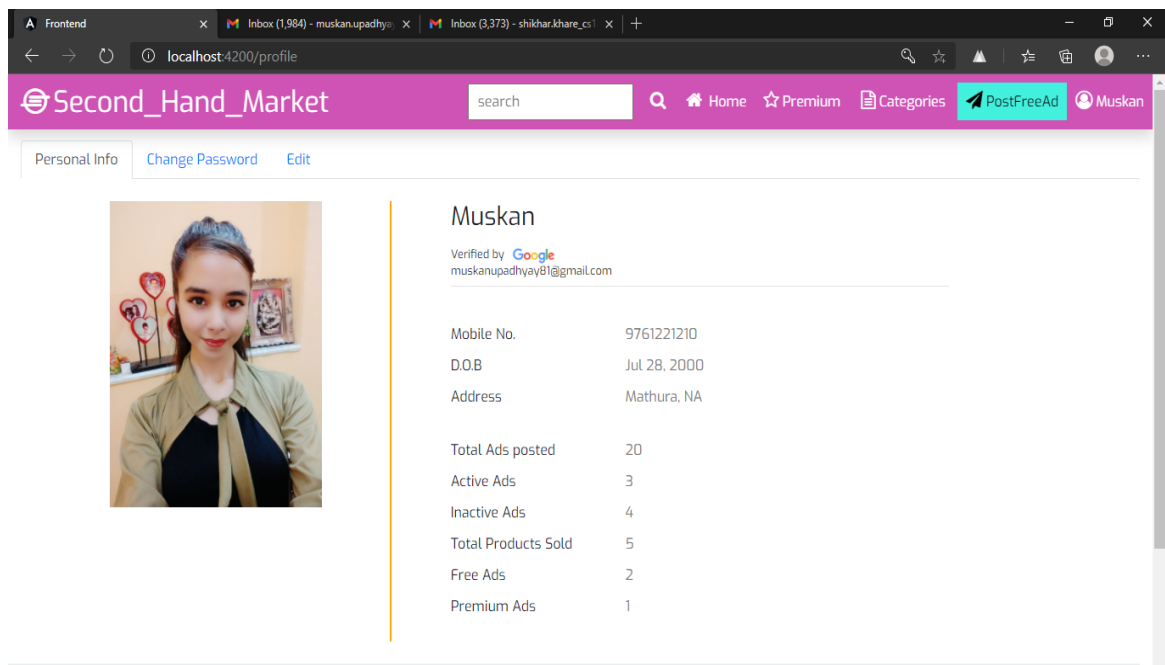 Frontend
Inbox (1,984) - muskan.upadhya
Inbox (3,373) - shikhar.khare_cs1
localhost:4200/profile
Second_Hand_Market
search
Home
Premium
Categories
PostFreeAd
Muskan
Personal Info
Change Password
Edit
Muskan
Verified by Google
muskanupadhyay81@gmail.com
Mobile No. 9761221210
D.O.B Jul 28, 2000
Address Mathura, NA
Total Ads posted 20
Active Ads 3
Inactive Ads 4
Total Products Sold 5
Free Ads 2
Premium Ads 1